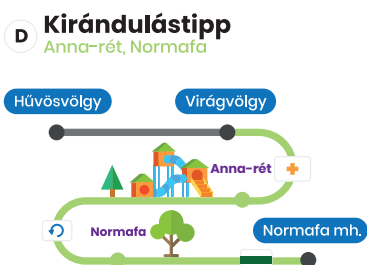 D Kirándulástipp
Anna-rét, Normafa
Hűvösvölgy Virágvölgy
Anna-rét
Normafa Normafa mh.